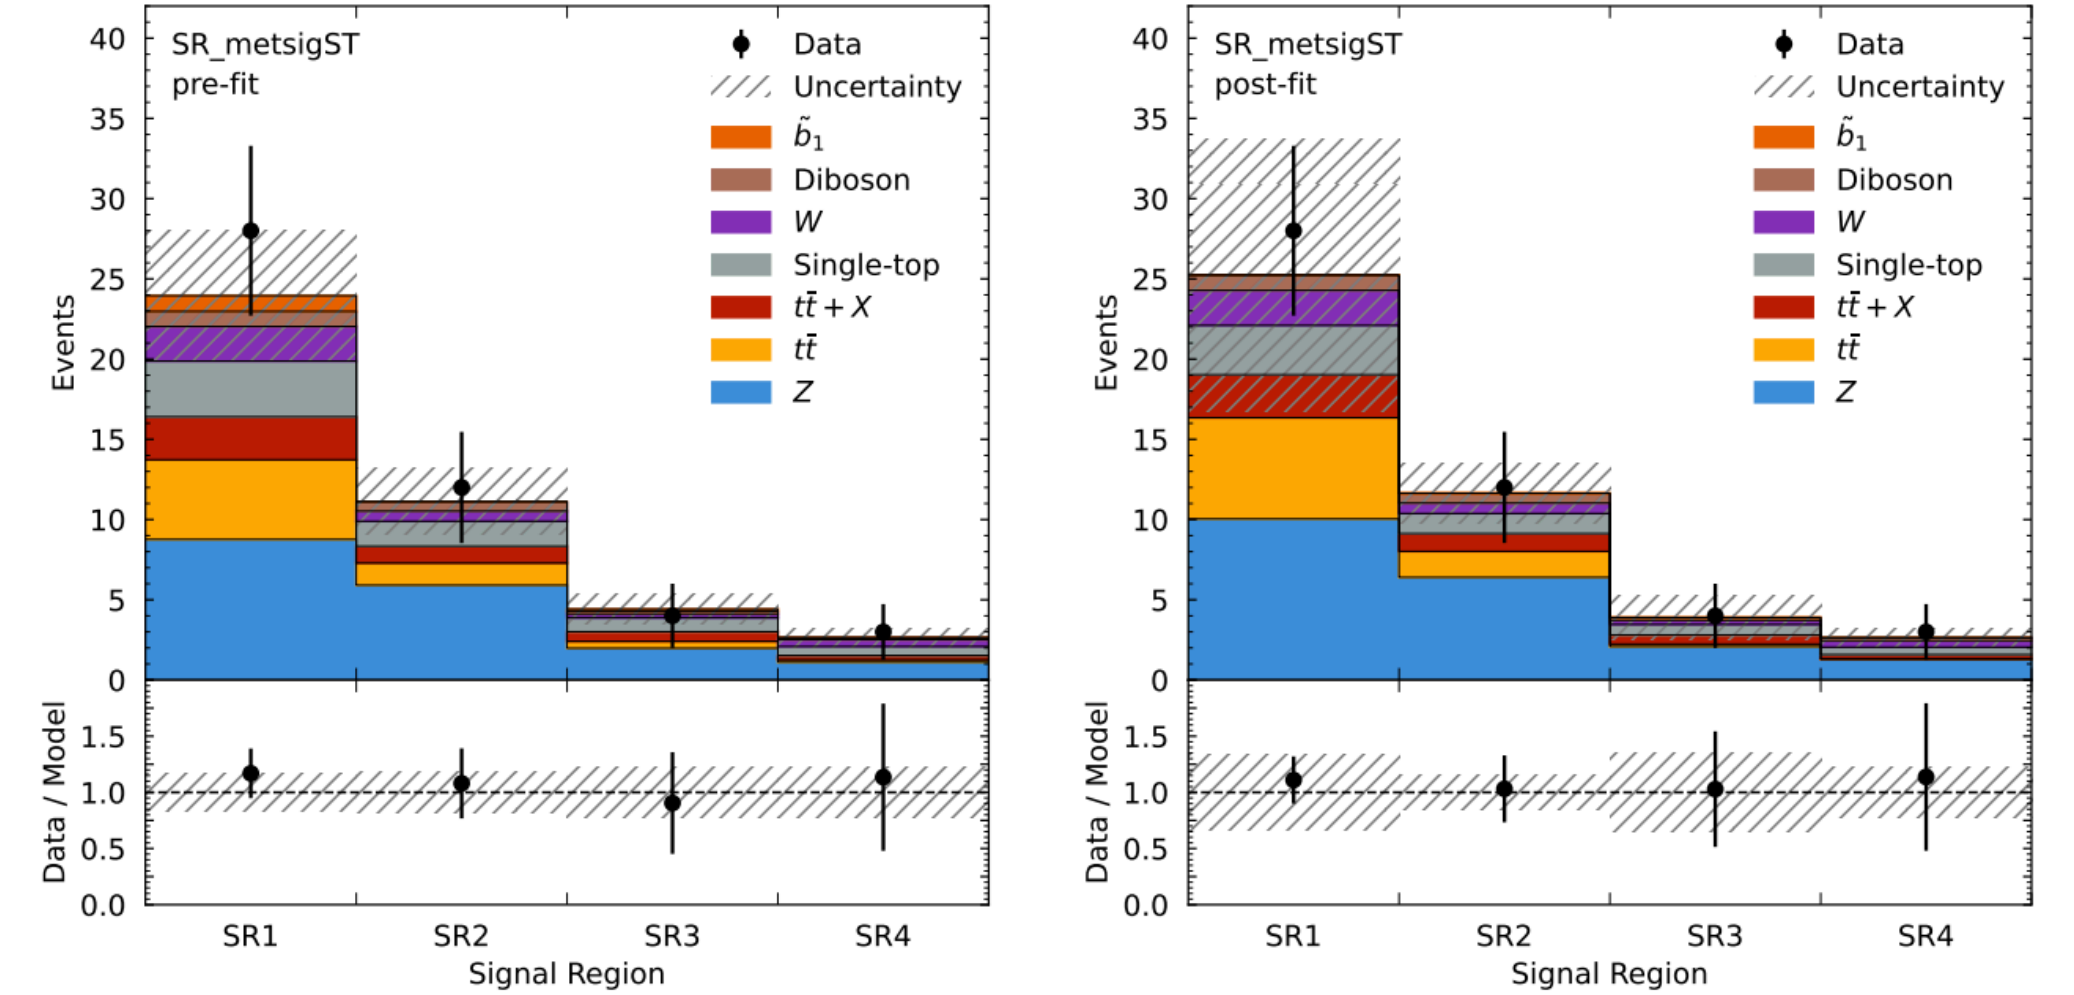 SR_metsigST
pre-fit
Data
Uncertainty
b̃₁
Diboson
W
Single-top
tt̄ + X
tt̄
Z
Events
40
35
30
25
20
15
10
5
0
Data / Model
1.5
1.0
0.5
0.0
SR1 SR2 SR3 SR4
Signal Region
SR_metsigST
post-fit
Data
Uncertainty
b̃₁
Diboson
W
Single-top
tt̄ + X
tt̄
Z
Events
40
35
30
25
20
15
10
5
0
Data / Model
1.5
1.0
0.5
0.0
SR1 SR2 SR3 SR4
Signal Region